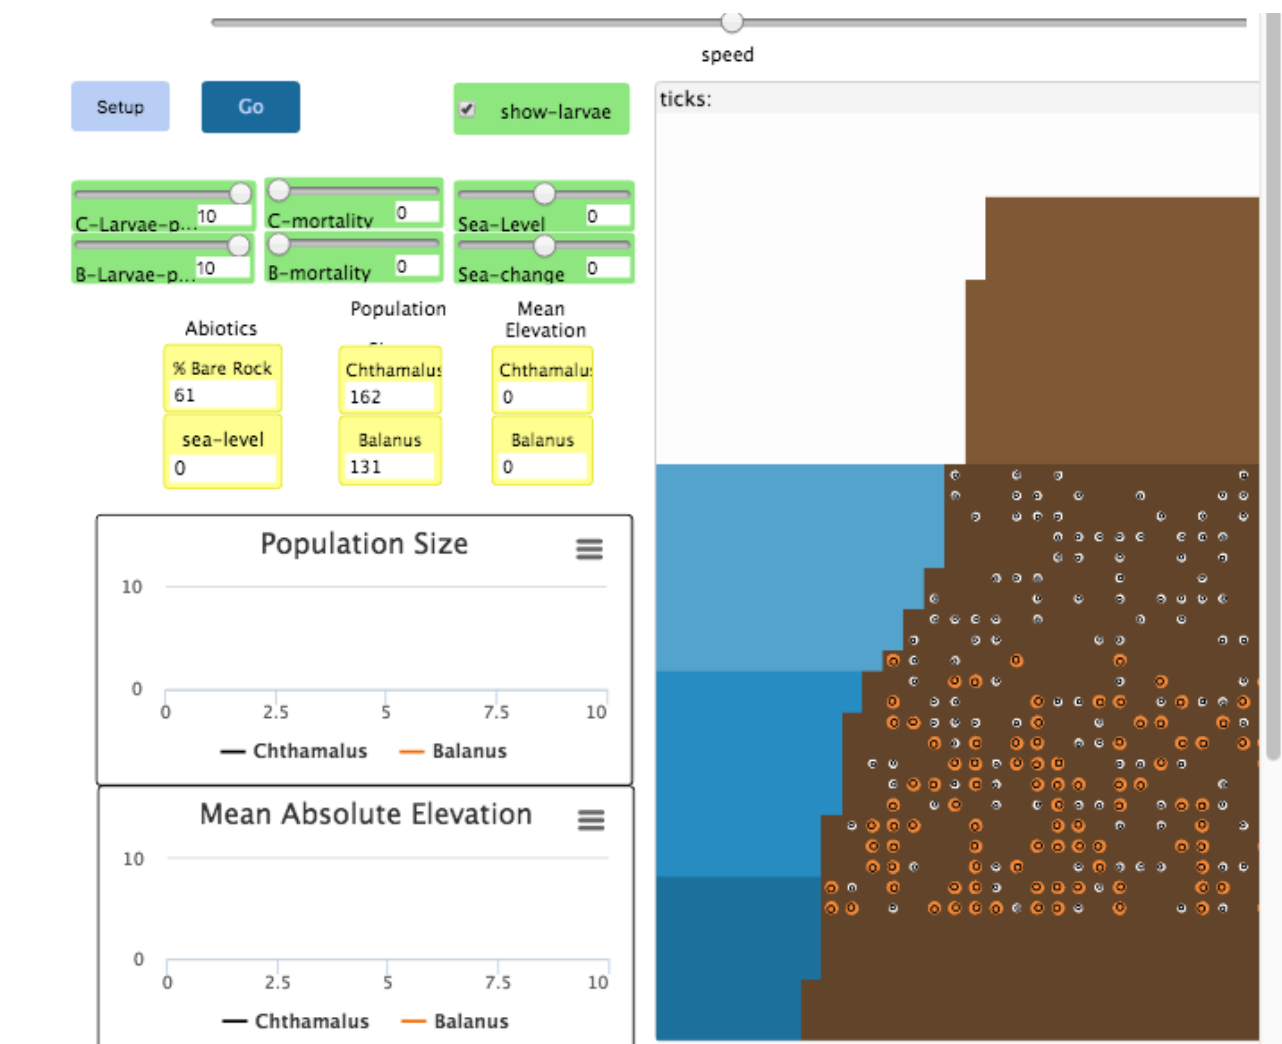 speed
Setup
Go
show-larvae
ticks:
C-Larvae-p...
10
C-mortality
0
Sea-Level
0
B-Larvae-p...
10
B-mortality
0
Sea-change
0
Abiotics
Population
Mean
Elevation
% Bare Rock
61
Chthamalus
162
Chthamalu
0
sea-level
0
Balanus
131
Balanus
0
Population Size
10
0
0 2.5 5 7.5 10
Chthamalus Balanus
Mean Absolute Elevation
10
0
0 2.5 5 7.5 10
Chthamalus Balanus